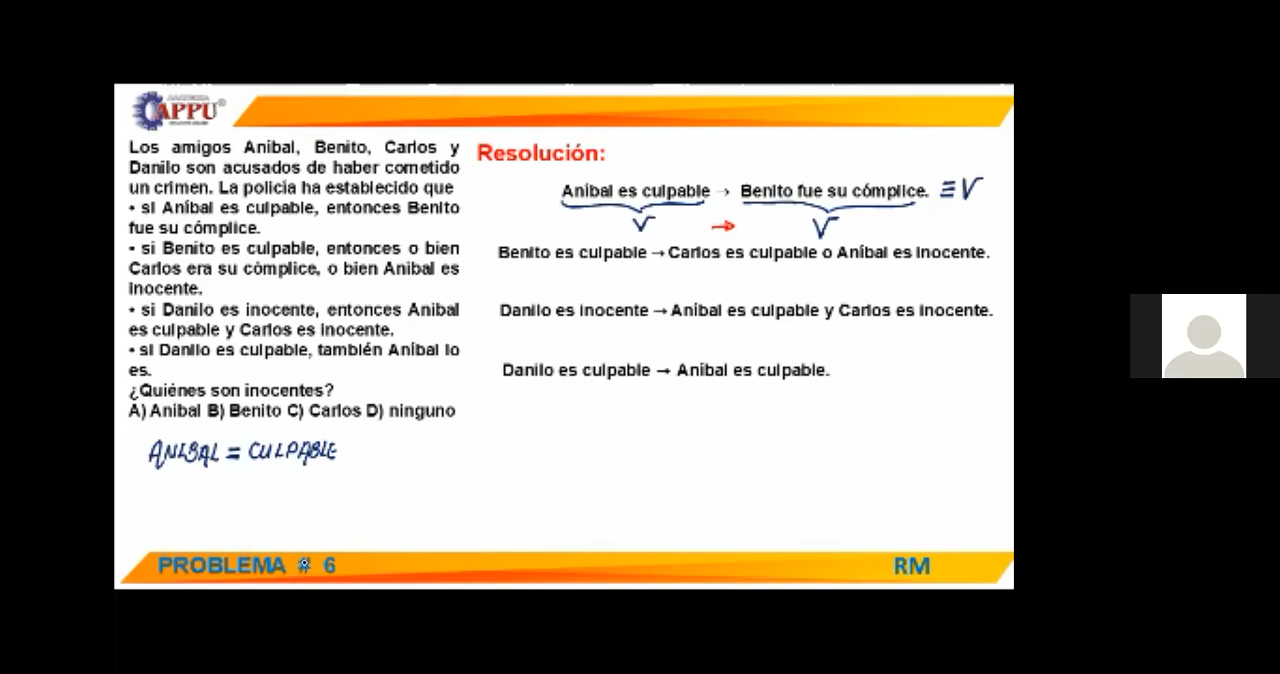 APPU
Los amigos Aníbal, Benito, Carlos y
Danilo son acusados de haber cometido
un crimen. La policía ha establecido que
• si Aníbal es culpable, entonces Benito
fue su cómplice.
• si Benito es culpable, entonces o bien
Carlos era su cómplice, o bien Aníbal es
inocente.
• si Danilo es inocente, entonces Aníbal
es culpable y Carlos es inocente.
• si Danilo es culpable, también Aníbal lo
es.
¿Quiénes son inocentes?
A) Aníbal B) Benito C) Carlos D) ninguno
ANIBAL = CULPABLE
Resolución:
Aníbal es culpable → Benito fue su cómplice. ≡ V
V → V
Benito es culpable → Carlos es culpable o Aníbal es inocente.
Danilo es inocente → Aníbal es culpable y Carlos es inocente.
Danilo es culpable → Aníbal es culpable.
PROBLEMA # 6
RM